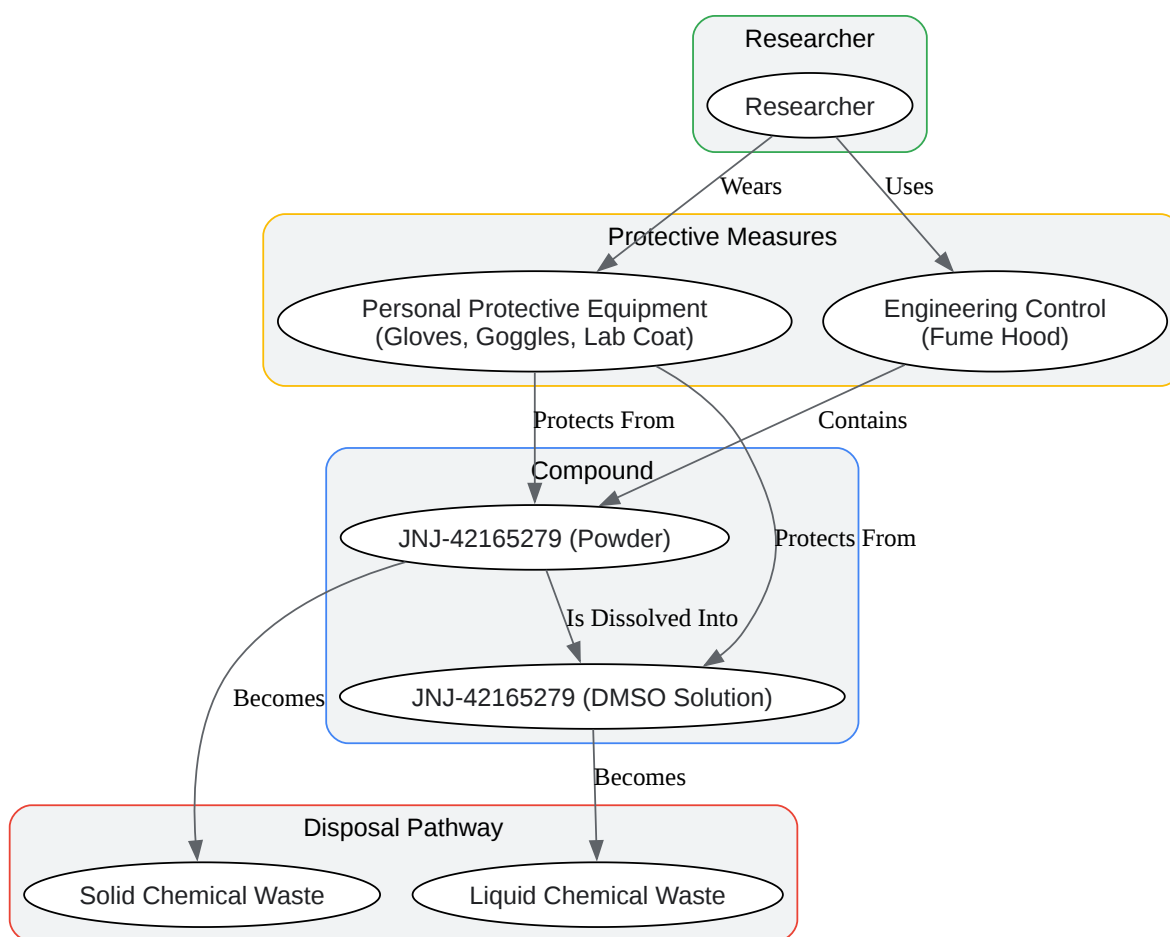 Researcher
Researcher
Wears
Uses
Protective Measures
Personal Protective Equipment
(Gloves, Goggles, Lab Coat)
Engineering Control
(Fume Hood)
Protects From
Contains
Compound
JNJ-42165279 (Powder)
Protects From
Is Dissolved Into
JNJ-42165279 (DMSO Solution)
Becomes
Becomes
Disposal Pathway
Solid Chemical Waste
Liquid Chemical Waste